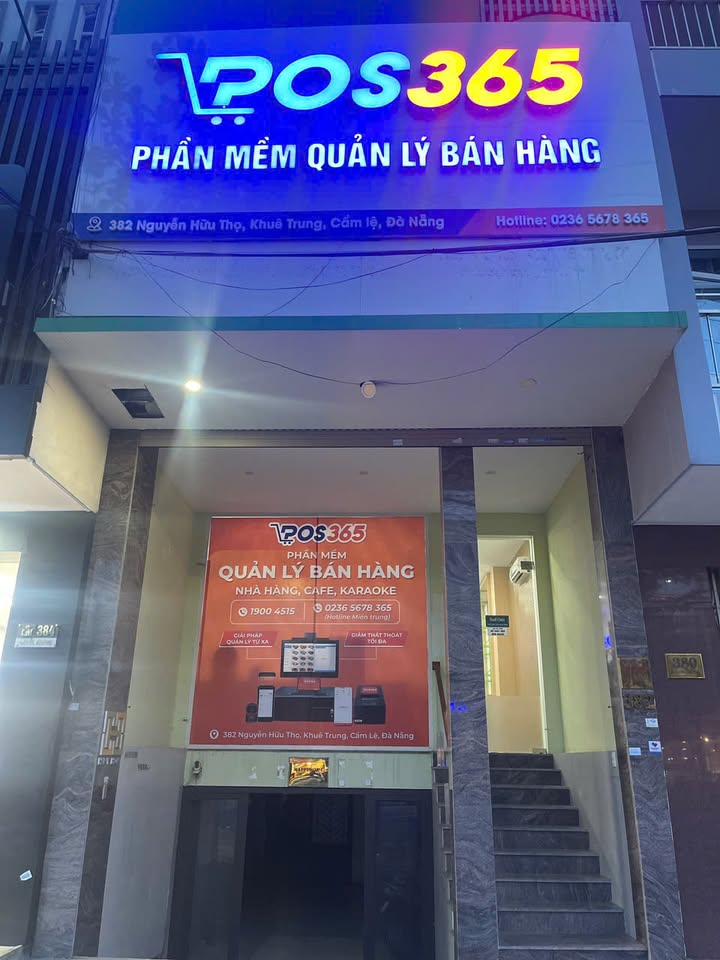 POS365
PHẦN MỀM QUẢN LÝ BÁN HÀNG
382 Nguyễn Hữu Thọ, Khuê Trung, Cẩm lệ, Đà Nẵng
Hotline: 0236 5678 365
POS365
PHẦN MỀM
QUẢN LÝ BÁN HÀNG
NHÀ HÀNG, CAFE, KARAOKE
1900 4515
0236 5678 365
(Hotline Miền trung)
GIẢI PHÁP
QUẢN LÝ TỪ XA
GIẢM THẤT THOÁT
TỐI ĐA
382 Nguyễn Hữu Thọ, Khuê Trung, Cẩm Lệ, Đà Nẵng
384
380